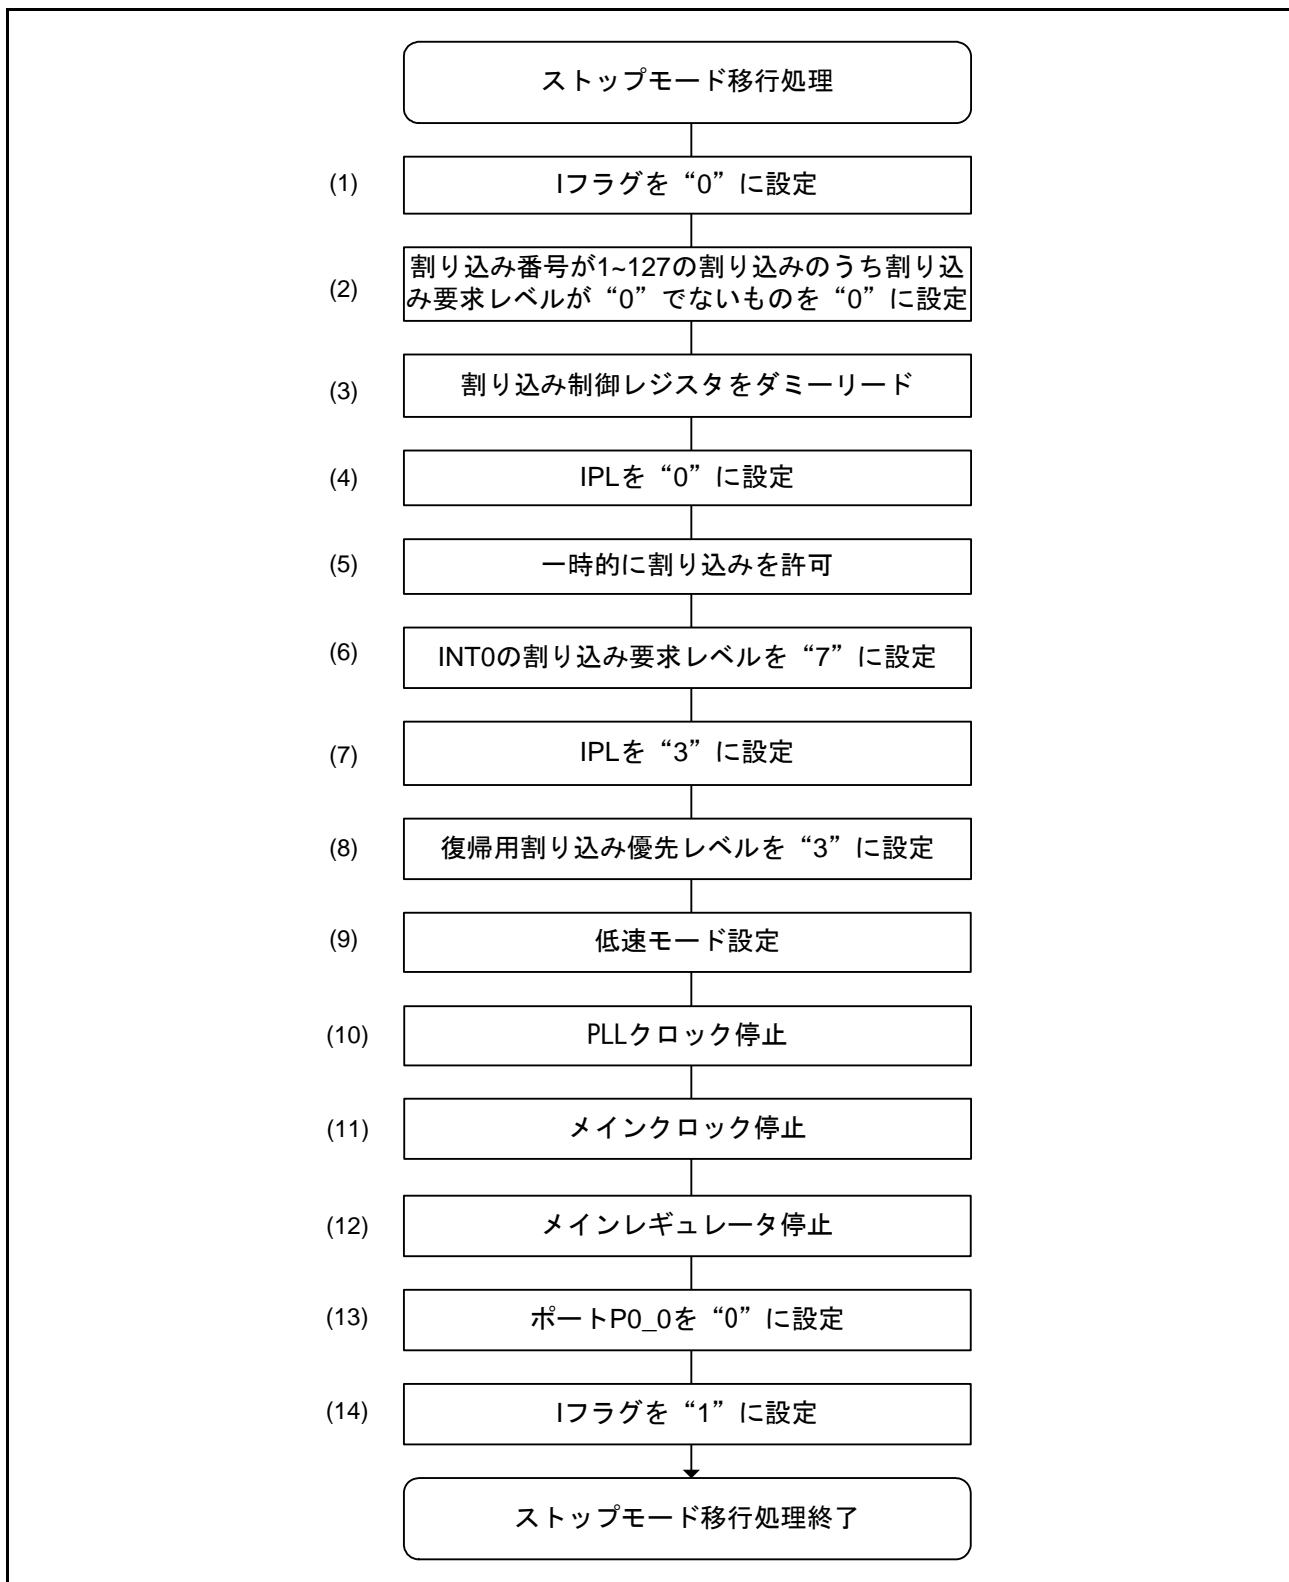 ストップモード移行処理
(1)
Iフラグを“0”に設定
(2)
割り込み番号が1~127の割り込みのうち割り込
み要求レベルが“0”でないものを“0”に設定
(3)
割り込み制御レジスタをダミーリード
(4)
IPLを“0”に設定
(5)
一時的に割り込みを許可
(6)
INT0の割り込み要求レベルを“7”に設定
(7)
IPLを“3”に設定
(8)
復帰用割り込み優先レベルを“3”に設定
(9)
低速モード設定
(10)
PLLクロック停止
(11)
メインクロック停止
(12)
メインレギュレータ停止
(13)
ポートP0_0を“0”に設定
(14)
Iフラグを“1”に設定
ストップモード移行処理終了